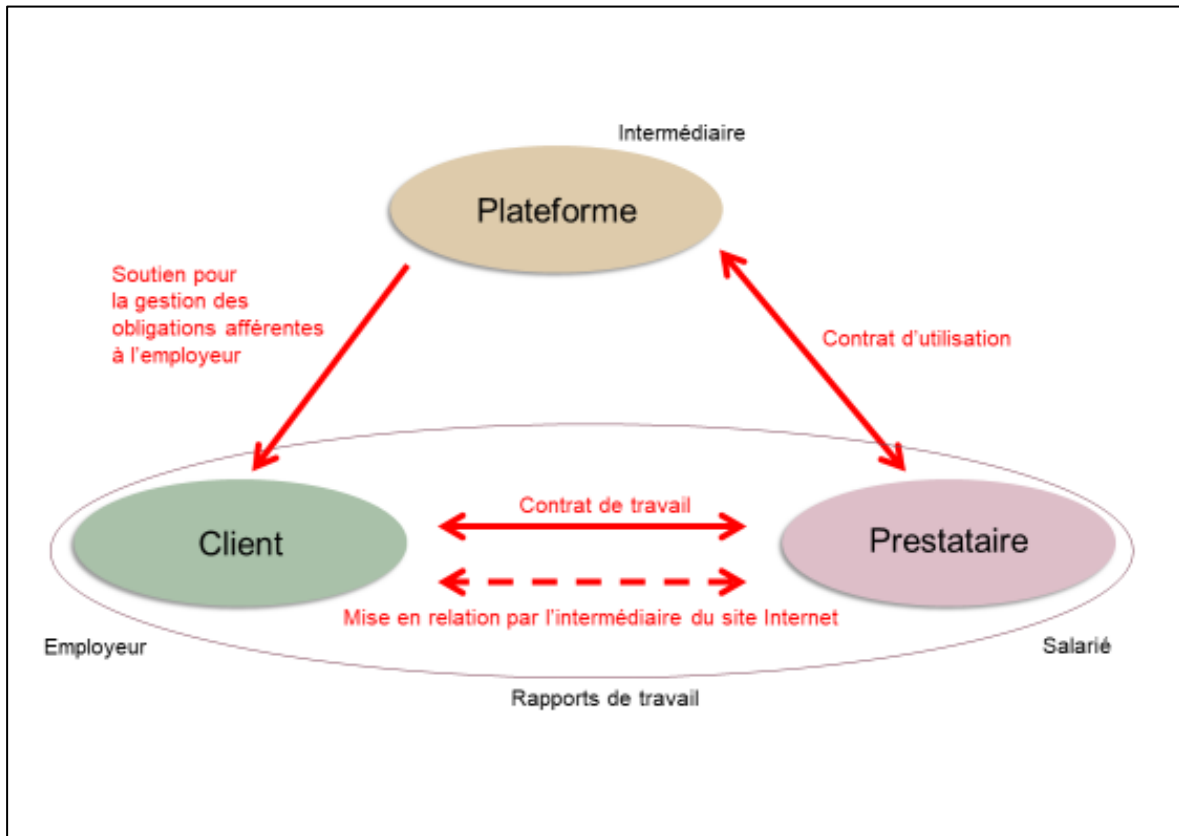 Intermédiaire
Plateforme
Soutien pour
la gestion des
obligations afférentes
à l'employeur
Contrat d'utilisation
Contrat de travail
Client
Prestataire
Mise en relation par l'intermédiaire du site Internet
Employeur
Salarié
Rapports de travail